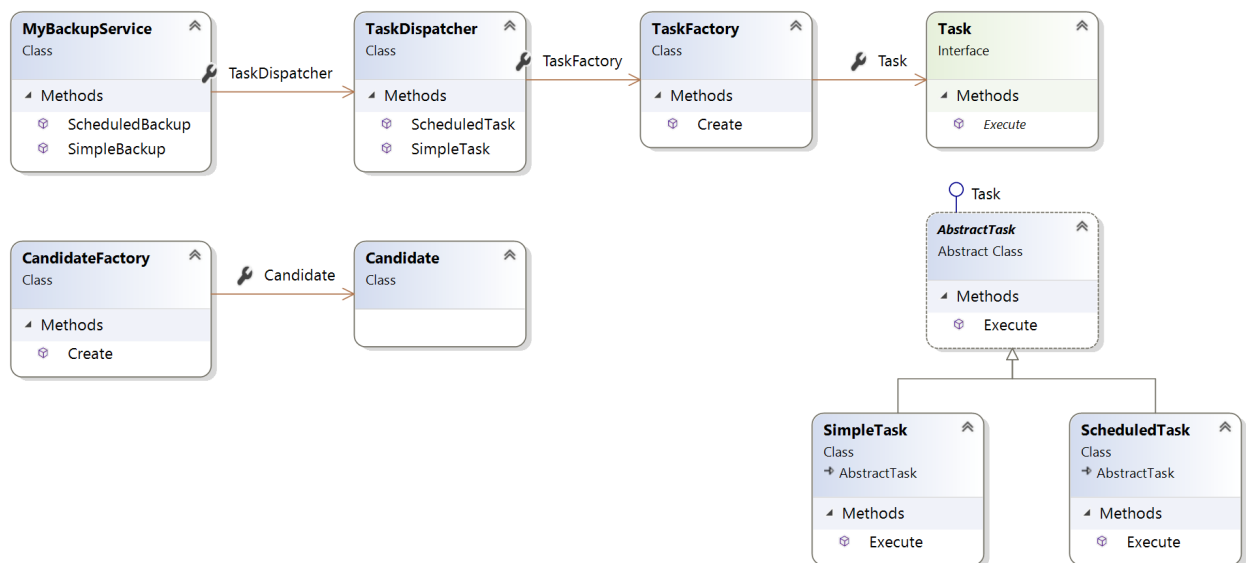 MyBackupService
Class
Methods
ScheduledBackup
SimpleBackup
TaskDispatcher
TaskDispatcher
Class
Methods
ScheduledTask
SimpleTask
TaskFactory
TaskFactory
Class
Methods
Create
Task
Task
Interface
Methods
Execute
CandidateFactory
Class
Methods
Create
Candidate
Candidate
Class
Task
AbstractTask
Abstract Class
Methods
Execute
SimpleTask
Class
AbstractTask
Methods
Execute
ScheduledTask
Class
AbstractTask
Methods
Execute